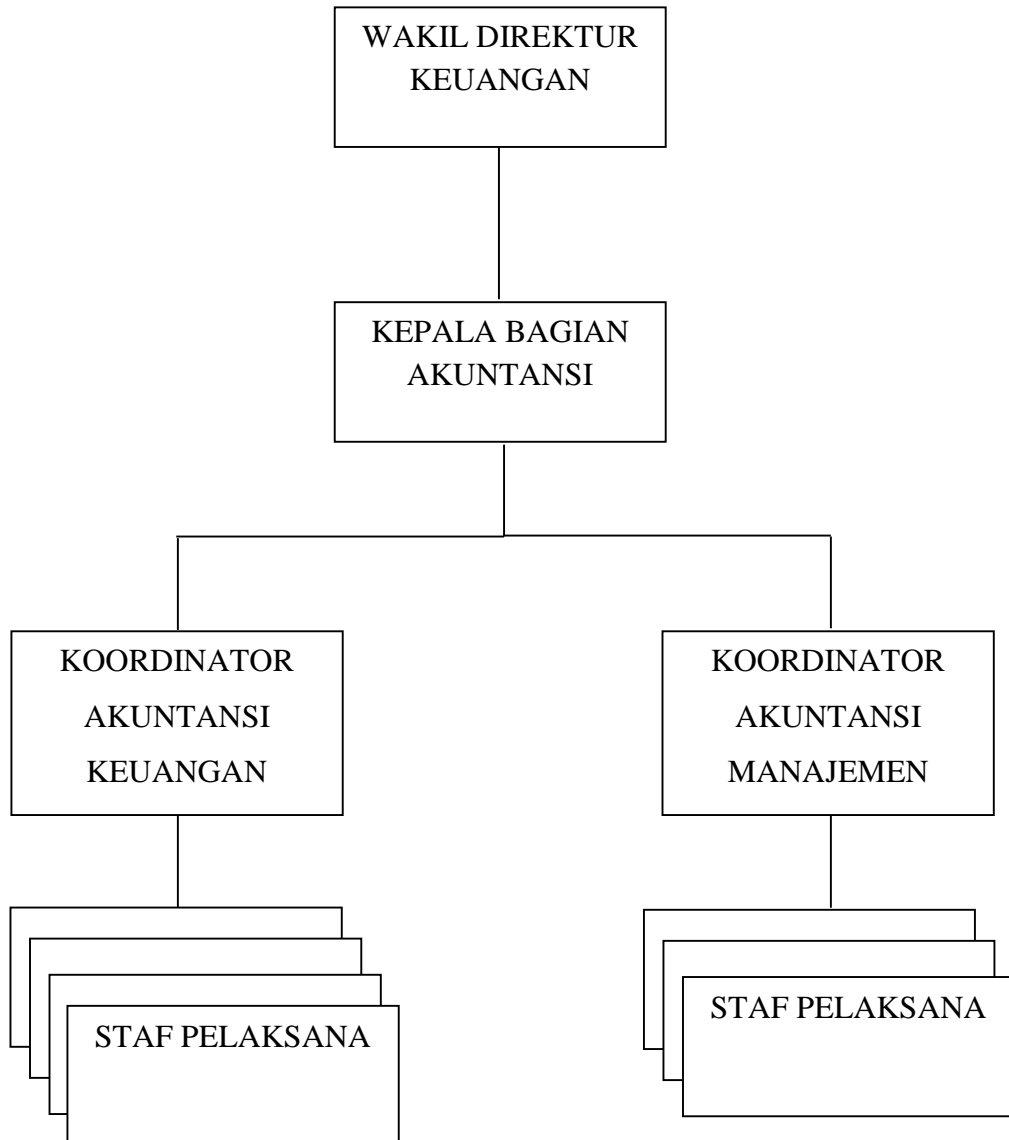 WAKIL DIREKTUR
KEUANGAN
KEPALA BAGIAN
AKUNTANSI
KOORDINATOR
AKUNTANSI
KEUANGAN
KOORDINATOR
AKUNTANSI
MANAJEMEN
STAF PELAKSANA
STAF PELAKSANA